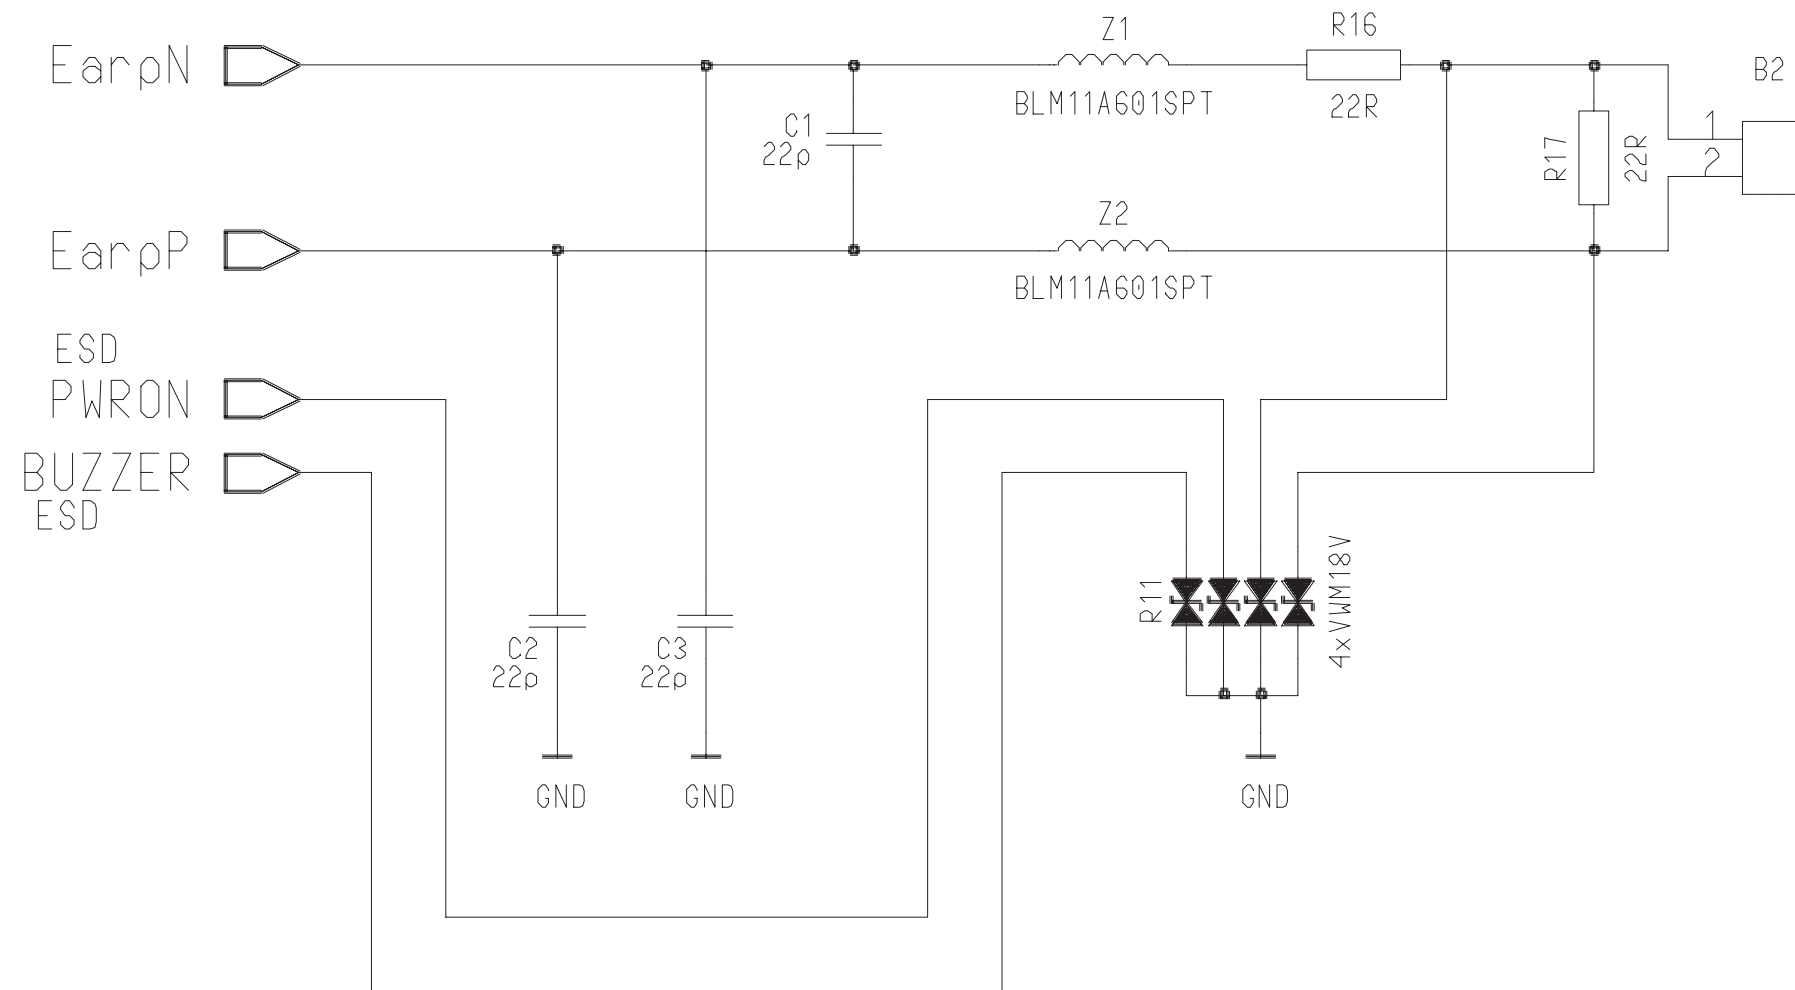 Z1
R16
EarpN
B2
BLM11A601SPT
22R
C1
22p
1
2
R17
22R
Z2
EarpP
BLM11A601SPT
ESD
PWRON
BUZZER
ESD
R11
4xVWM18V
C2
22p
C3
22p
GND
GND
GND